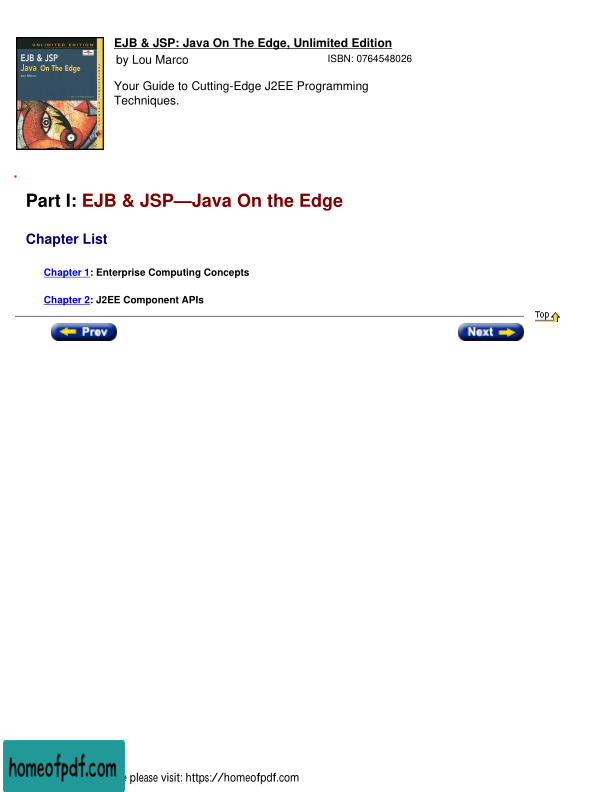 UNLIMITED EDITION
EJB & JSP
Java On The Edge
Lou Marco
EJB & JSP: Java On The Edge, Unlimited Edition
by Lou Marco ISBN: 0764548026
Your Guide to Cutting-Edge J2EE Programming
Techniques.
Part I: EJB & JSP—Java On the Edge
Chapter List
Chapter 1: Enterprise Computing Concepts
Chapter 2: J2EE Component APIs
Top
Prev Next
homeofpdf.com
please visit: https://homeofpdf.com